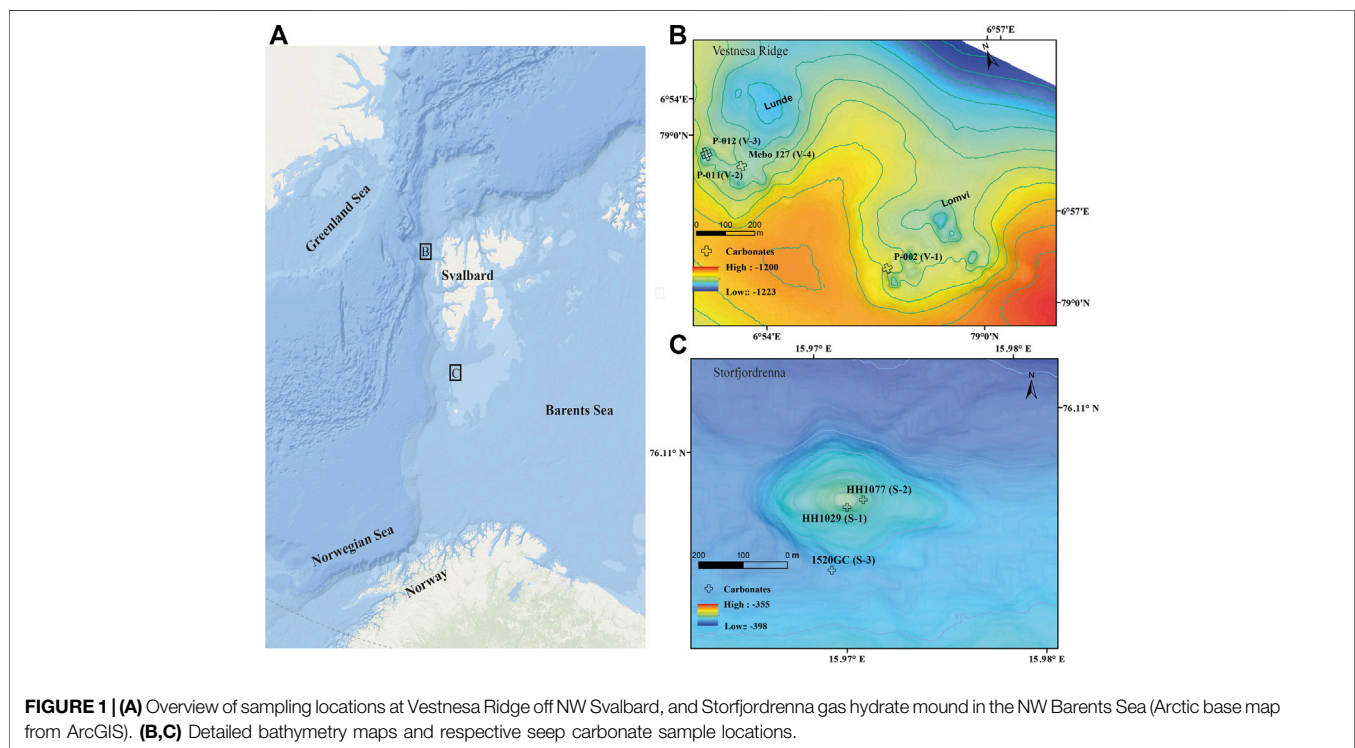 A
Greenland Sea
B
Svalbard
C
Barents Sea
Norwegian Sea
Norway
B
6°57'E
Vestnesa Ridge
N
6°54'E
79°0'N
Lunde
P-012 (V-3)
Mebo 127 (V-4)
P-011(V-2)
Lomvi
6°57'E
0 100 200
m
Carbonates
P-002 (V-1)
High : -1200
Low:: -1223
79°0'N
6°54'E
79°0'N
C
15.97° E
15.98° E
Storfjordrenna
N
76.11° N
76.11° N
HH1077 (S-2)
HH1029 (S-1)
200 100 0 m
1520GC (S-3)
Carbonates
High : -355
Low:: -398
15.97° E
15.98° E
FIGURE 1 | (A) Overview of sampling locations at Vestnesa Ridge off NW Svalbard, and Storfjordrenna gas hydrate mound in the NW Barents Sea (Arctic base map
from ArcGIS). (B,C) Detailed bathymetry maps and respective seep carbonate sample locations.